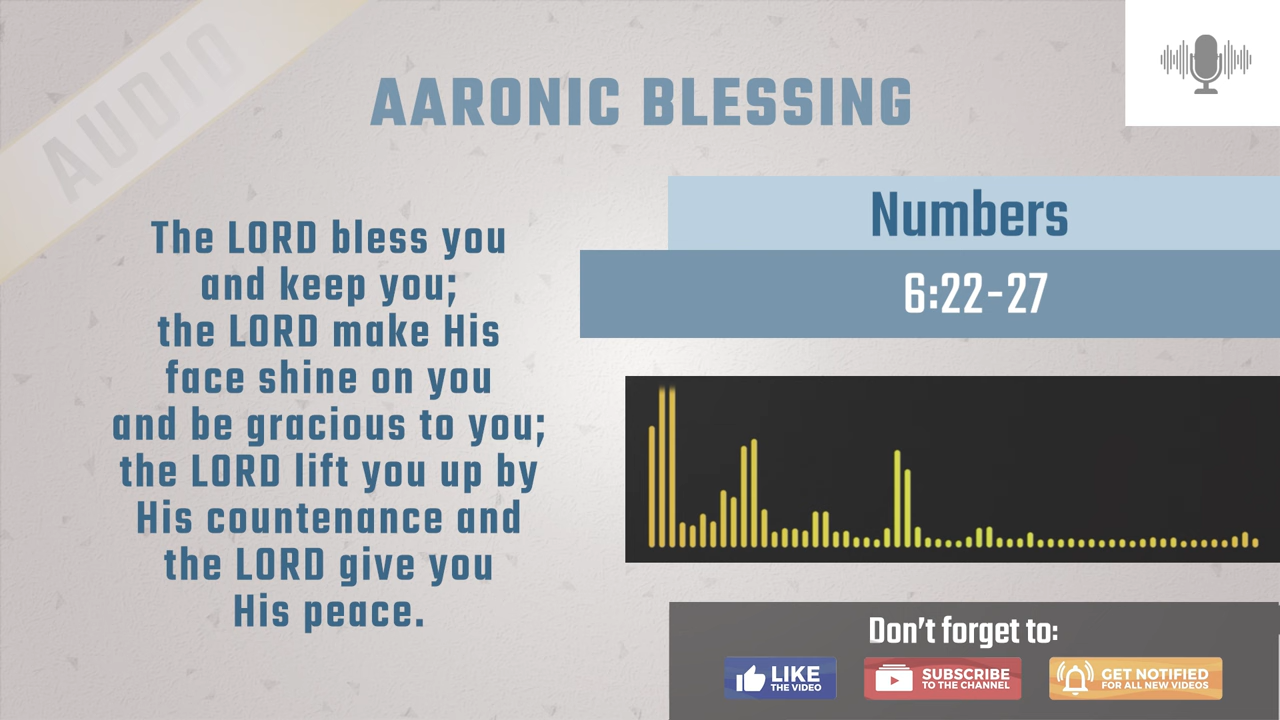 AUDIO
AARONIC BLESSING
The LORD bless you
and keep you;
the LORD make His
face shine on you
and be gracious to you;
the LORD lift you up by
His countenance and
the LORD give you
His peace.
Numbers
6:22-27
Don't forget to:
LIKE
THE VIDEO
SUBSCRIBE
TO THE CHANNEL
GET NOTIFIED
FOR ALL NEW VIDEOS